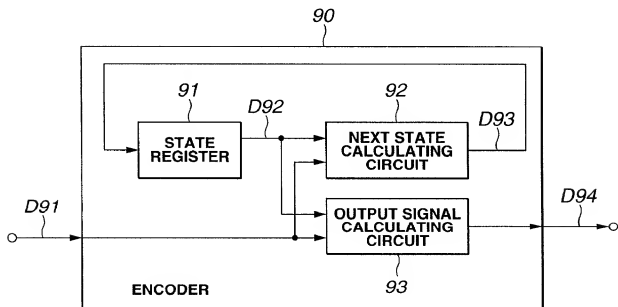 90
91
D92
92
D93
STATE
REGISTER
NEXT STATE
CALCULATING
CIRCUIT
D91
OUTPUT SIGNAL
CALCULATING
CIRCUIT
D94
93
ENCODER